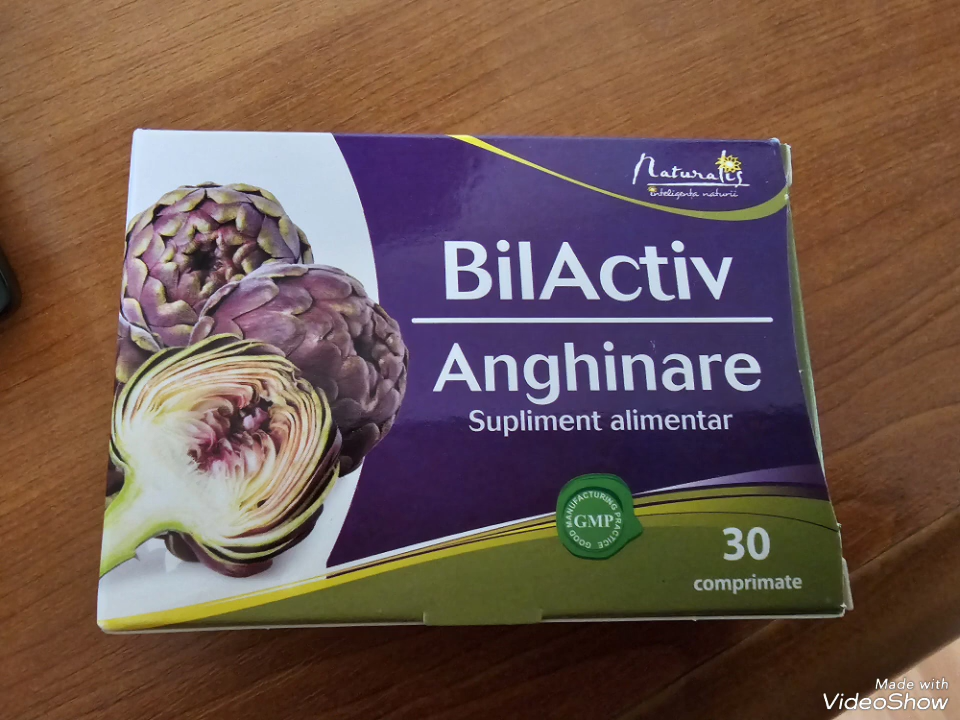 Naturalis
inteligența naturii
BilActiv
Anghinare
Supliment alimentar
GOOD MANUFACTURING PRACTICE
GMP
30
comprimate
Made with
VideoShow